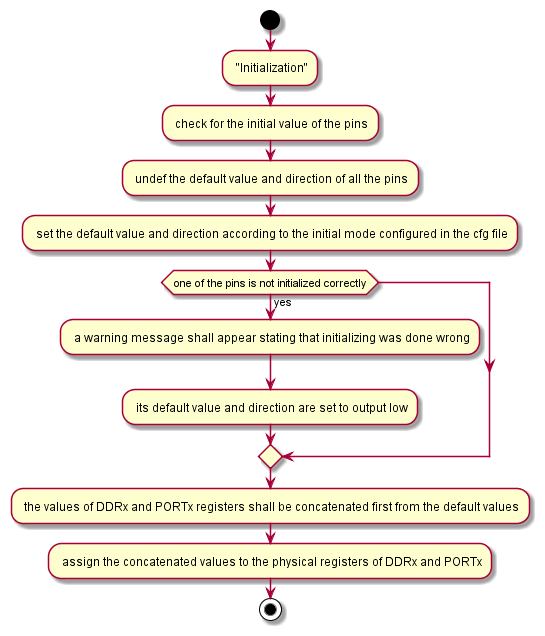 "Initialization"
check for the initial value of the pins
undef the default value and direction of all the pins
set the default value and direction according to the initial mode configured in the cfg file
one of the pins is not initialized correctly
yes
a warning message shall appear stating that initializing was done wrong
its default value and direction are set to output low
the values of DDRx and PORTx registers shall be concatenated first from the default values
assign the concatenated values to the physical registers of DDRx and PORTx